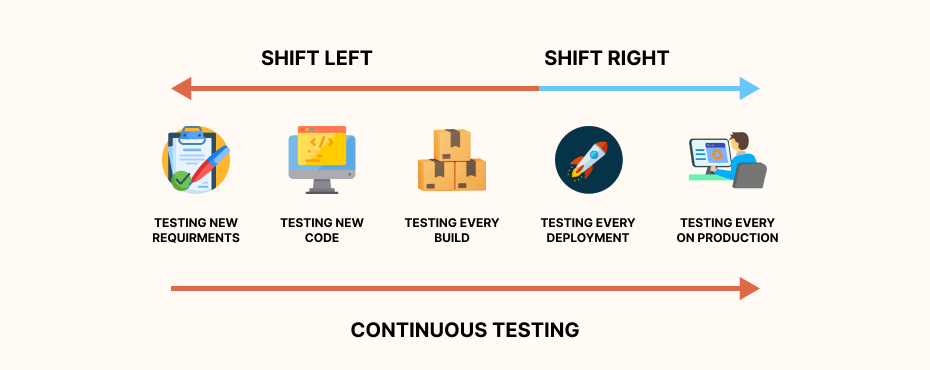 SHIFT LEFT
SHIFT RIGHT
TESTING NEW
REQUIRMENTS
TESTING NEW
CODE
TESTING EVERY
BUILD
TESTING EVERY
DEPLOYMENT
TESTING EVERY
ON PRODUCTION
CONTINUOUS TESTING